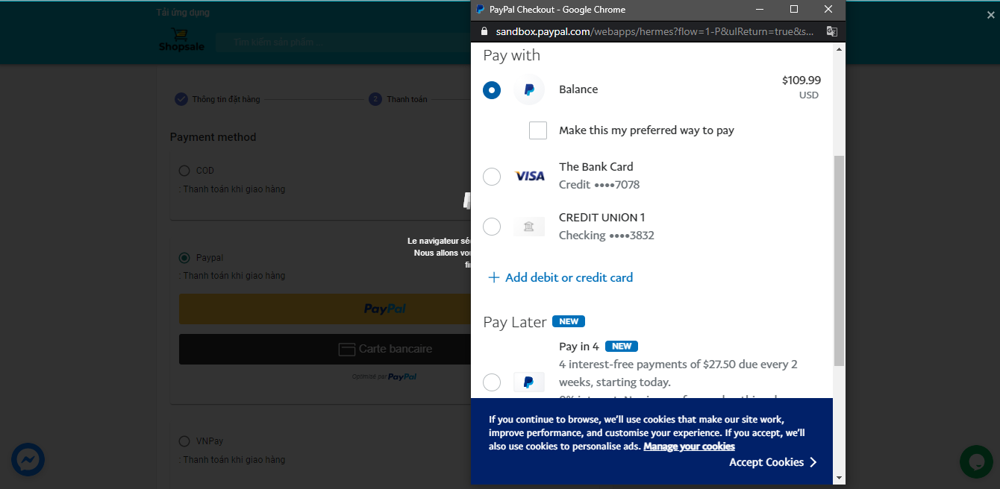 Tải ứng dụng
Shopsale
Tìm kiếm sản phẩm ...
Thông tin đặt hàng
2
Thanh toán
Payment method
COD
: Thanh toán khi giao hàng
Paypal
: Thanh toán khi giao hàng
PayPal
Carte bancaire
Optimisé par PayPal
VNPay
: Thanh toán khi giao hàng
Le navigateur
Nous allons
PayPal Checkout - Google Chrome
sandbox.paypal.com/webapps/hermes?flow=1-P&ulReturn=true&s...
Pay with
Balance
$109.99
USD
Make this my preferred way to pay
VISA
The Bank Card
Credit ••••7078
CREDIT UNION 1
Checking ••••3832
+ Add debit or credit card
Pay Later NEW
Pay in 4 NEW
4 interest-free payments of $27.50 due every 2
weeks, starting today.
If you continue to browse, we’ll use cookies that make our site work,
improve performance, and customise your experience. If you accept, we’ll
also use cookies to personalise ads. Manage your cookies
Accept Cookies